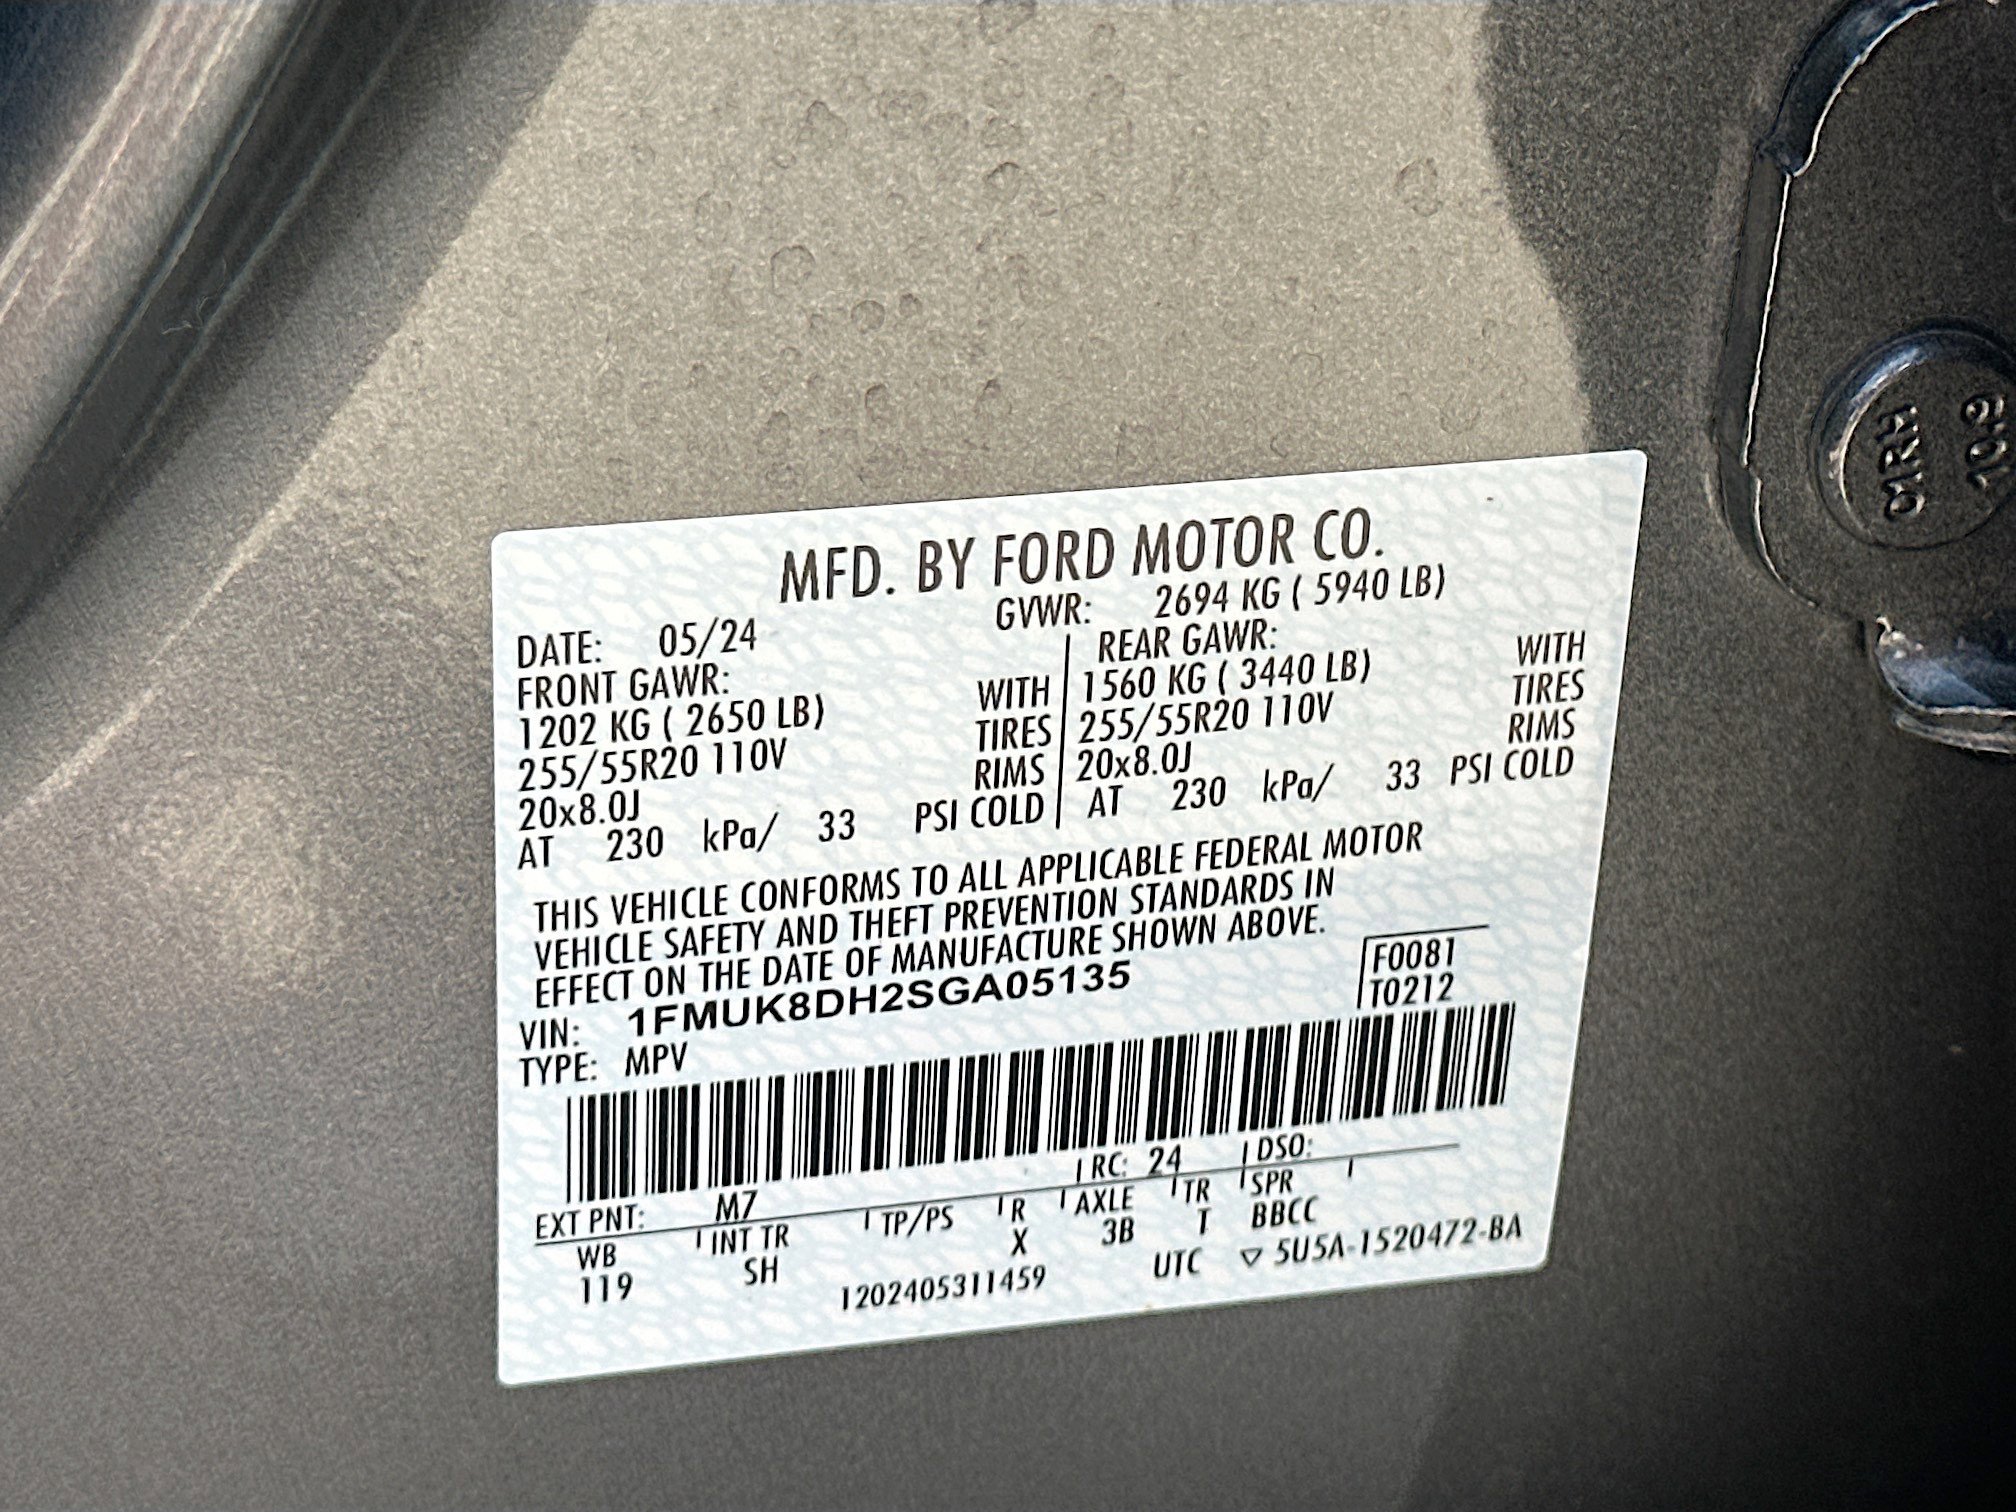 MFD. BY FORD MOTOR CO.
DATE: 05/24 GVWR: 2694 KG ( 5940 LB)
FRONT GAWR: REAR GAWR:
1202 KG ( 2650 LB) WITH 1560 KG ( 3440 LB) WITH
255/55R20 110V TIRES 255/55R20 110V TIRES
20x8.0J RIMS 20x8.0J RIMS
AT 230 kPa/ 33 PSI COLD AT 230 kPa/ 33 PSI COLD
THIS VEHICLE CONFORMS TO ALL APPLICABLE FEDERAL MOTOR
VEHICLE SAFETY AND THEFT PREVENTION STANDARDS IN
EFFECT ON THE DATE OF MANUFACTURE SHOWN ABOVE.
VIN: 1FMUK8DH2SGA05135 F0081
TYPE: MPV T0212
RC: 24 DSO:
EXT PNT: M7
WB INT TR TP/PS R AXLE TR SPR
119 SH X 3B T BBCC
1202405311459 UTC ▽ 5U5A-1520472-BA
01RH
10.9